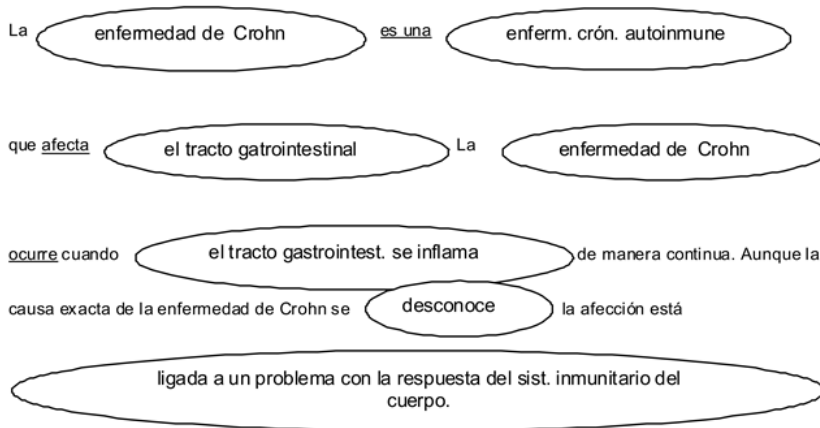 La enfermedad de Crohn es una enferm. crón. autoinmune
que afecta el tracto gatrointestinal La enfermedad de Crohn
ocurre cuando el tracto gastrointest. se inflama de manera continua. Aunque la
causa exacta de la enfermedad de Crohn se desconoce la afección está
ligada a un problema con la respuesta del sist. inmunitario del
cuerpo.